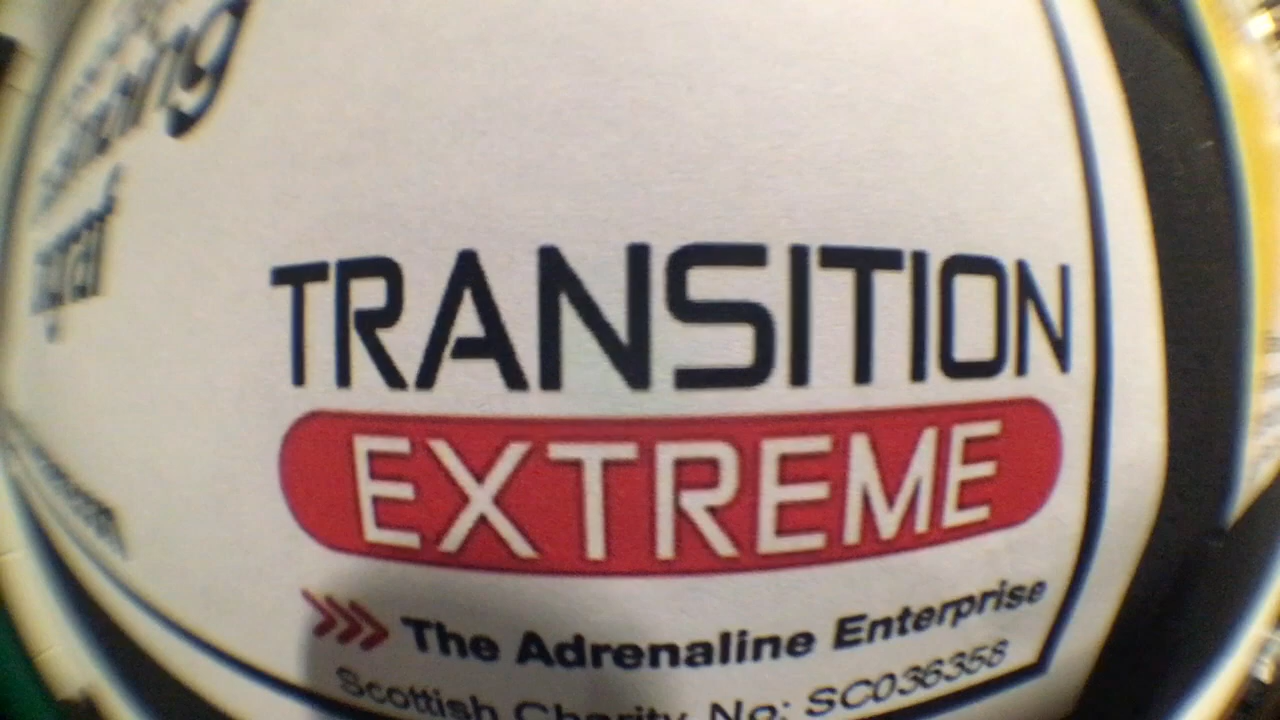 TRANSITION
EXTREME
The Adrenaline Enterprise
Scottish Charity No: SC036358